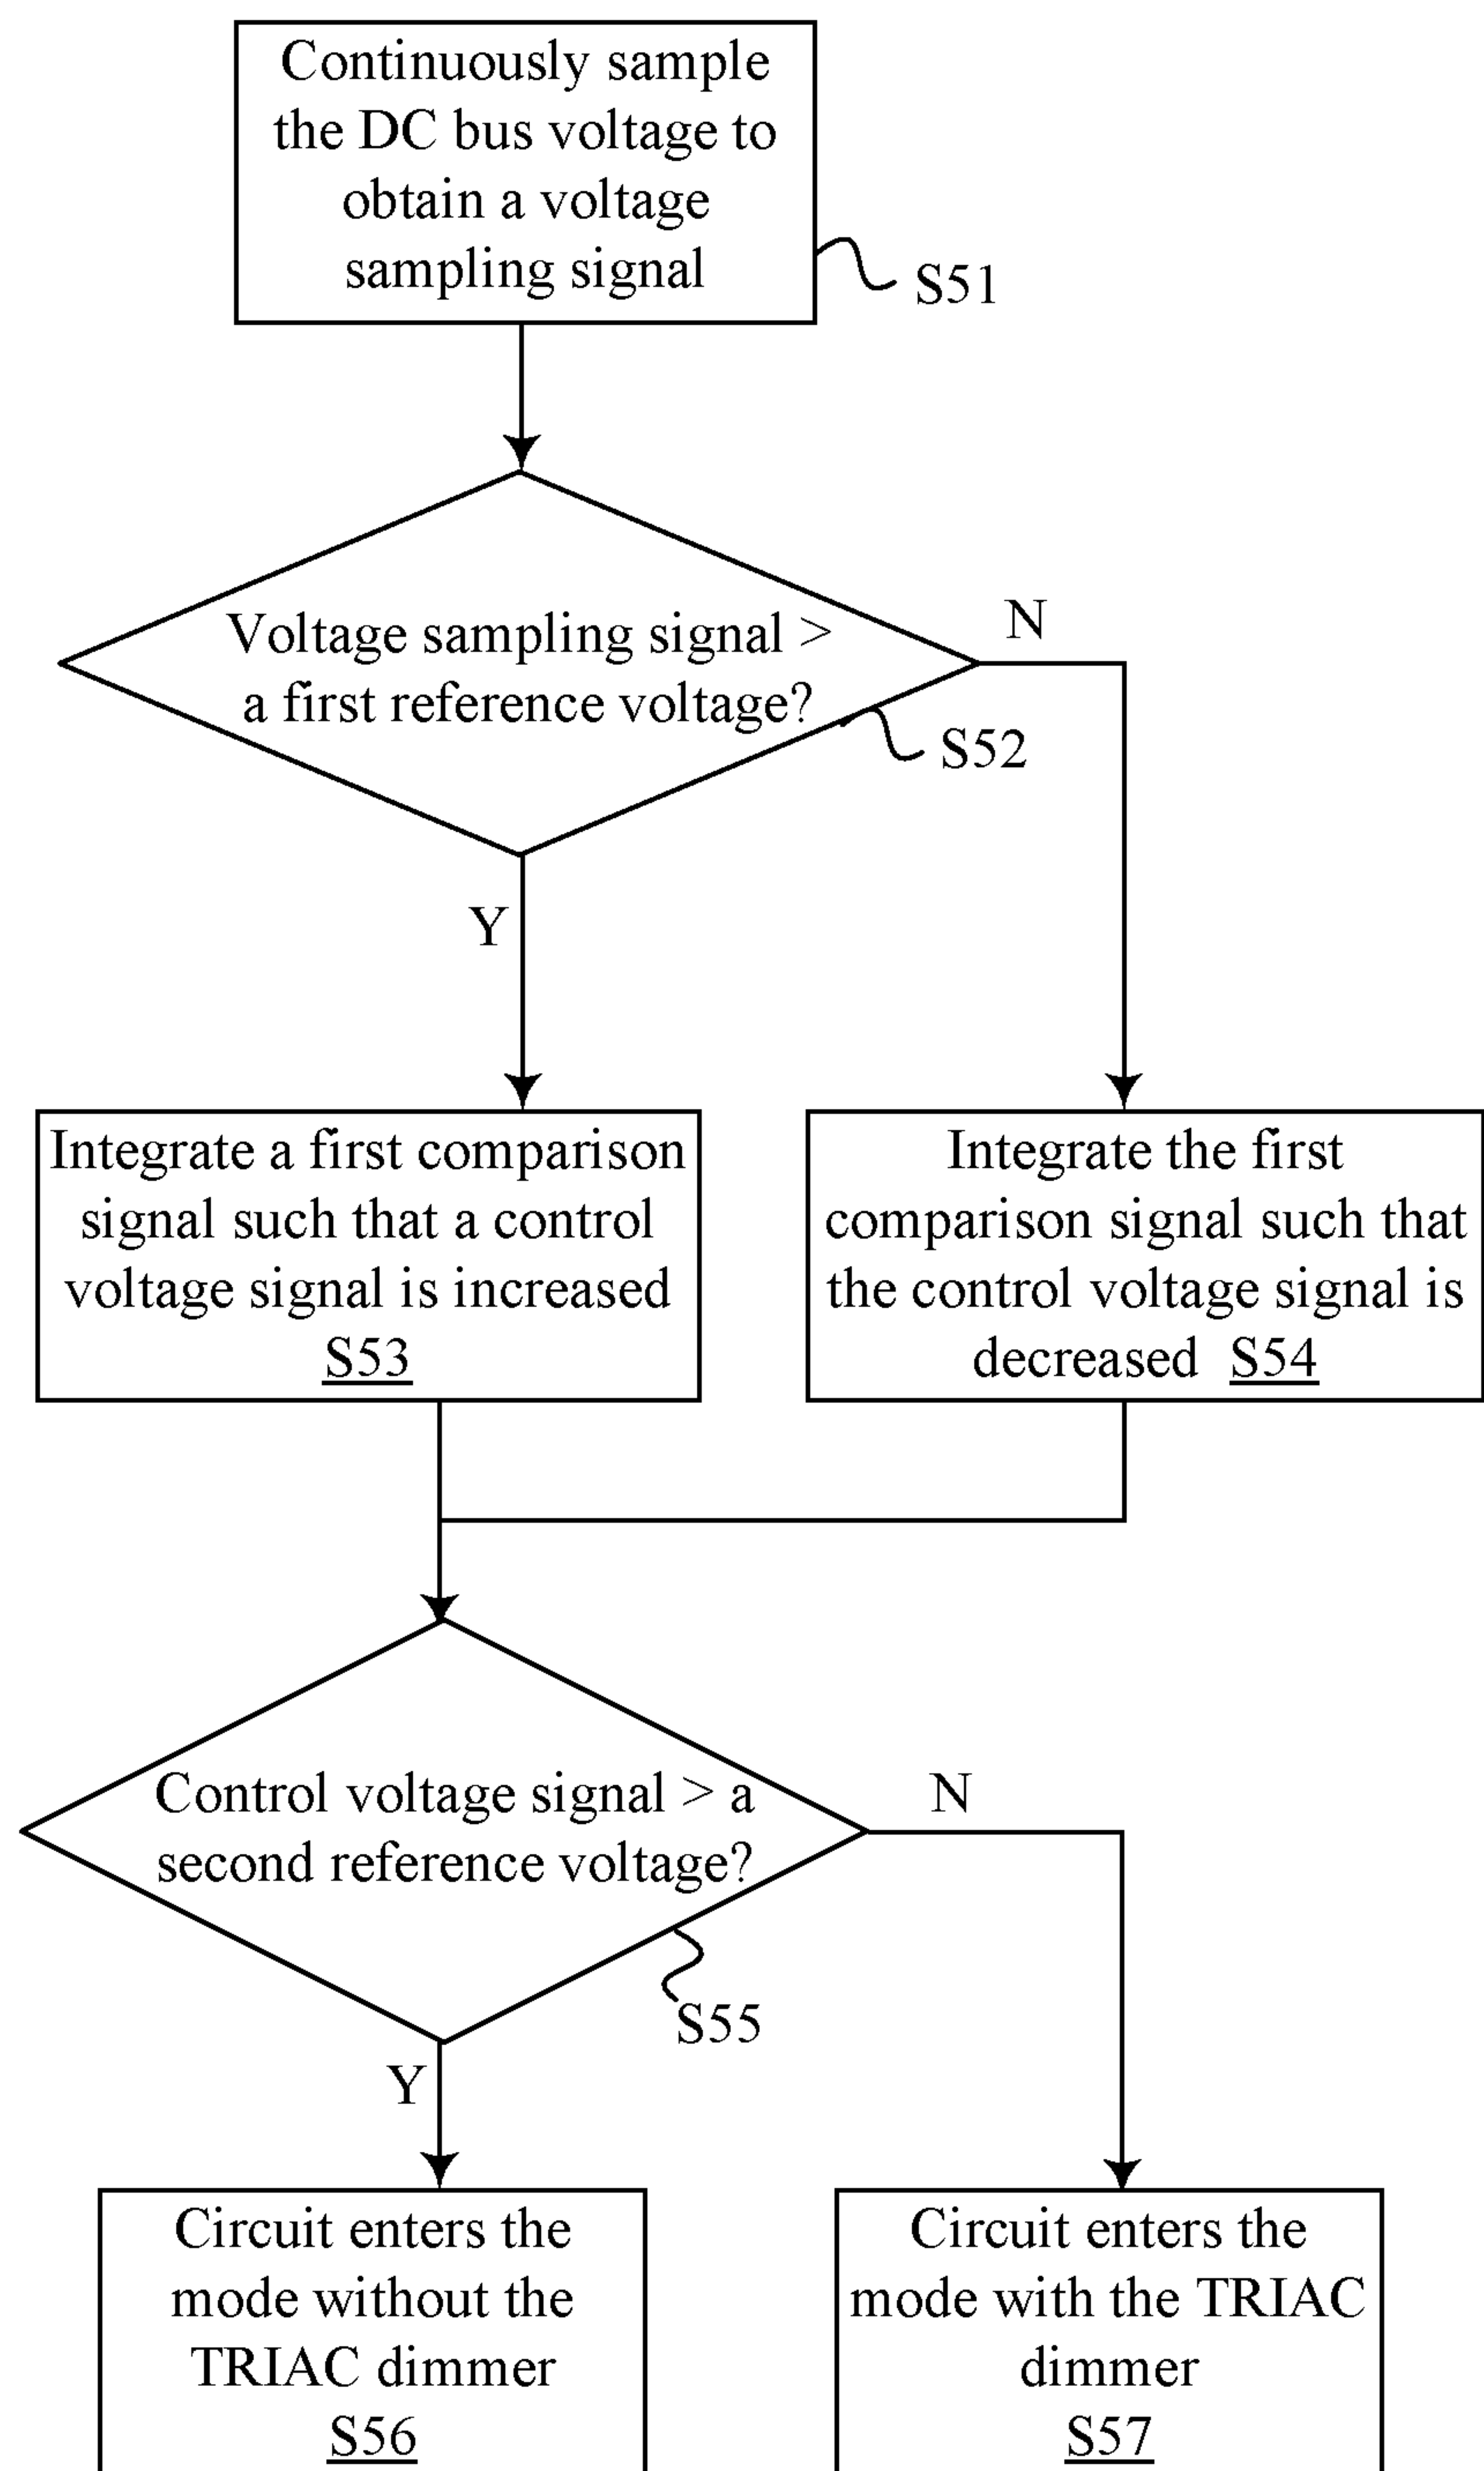 Continuously sample
the DC bus voltage to
obtain a voltage
sampling signal
S51
Voltage sampling signal >
a first reference voltage?
N
S52
Y
Integrate a first comparison
signal such that a control
voltage signal is increased
S53
Integrate the first
comparison signal such that
the control voltage signal is
decreased S54
Control voltage signal > a
second reference voltage?
N
S55
Y
Circuit enters the
mode without the
TRIAC dimmer
S56
Circuit enters the
mode with the TRIAC
dimmer
S57